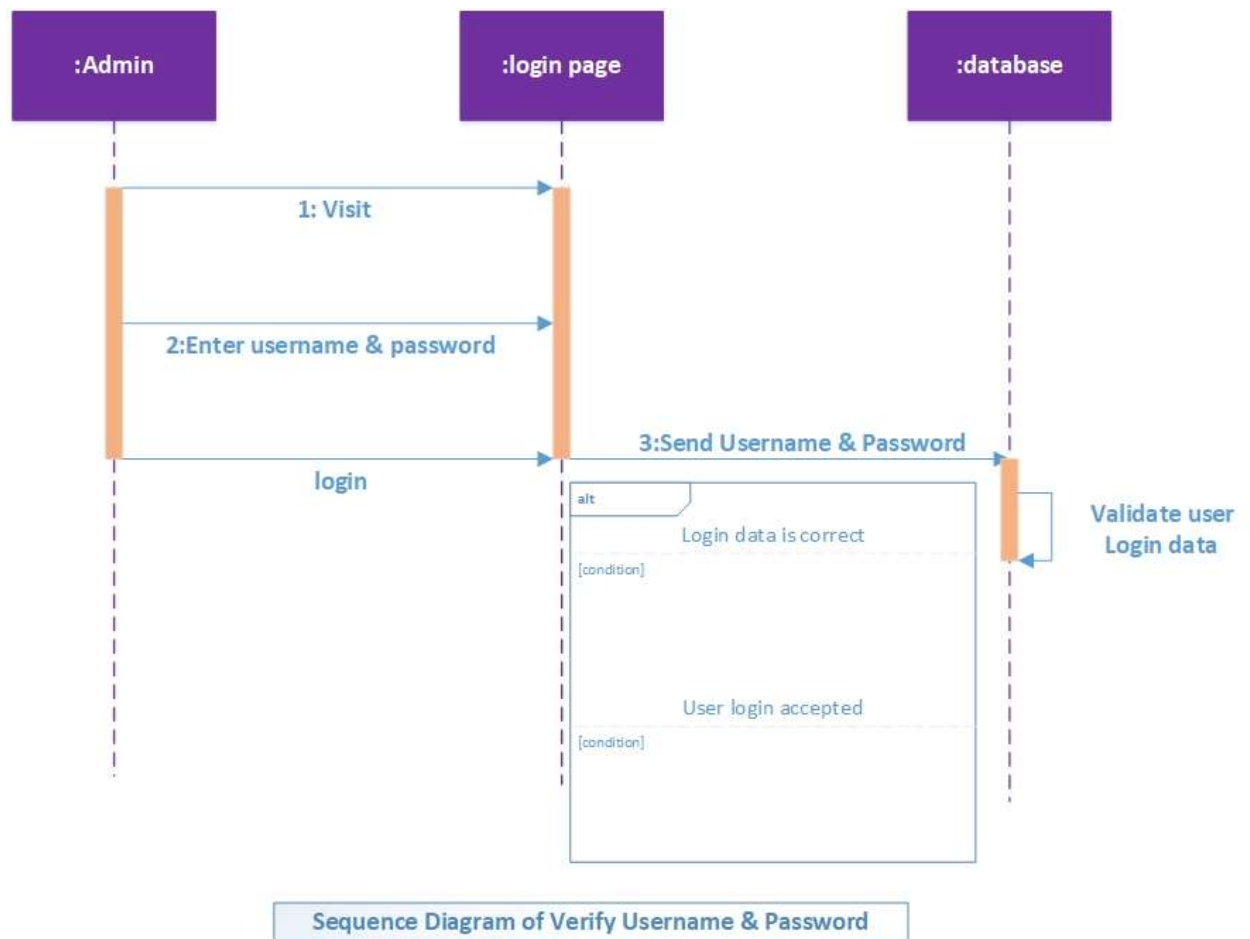 :Admin
:login page
:database
1: Visit
2:Enter username & password
3:Send Username & Password
login
alt
Login data is correct
[condition]
Validate user
Login data
User login accepted
[condition]
Sequence Diagram of Verify Username & Password